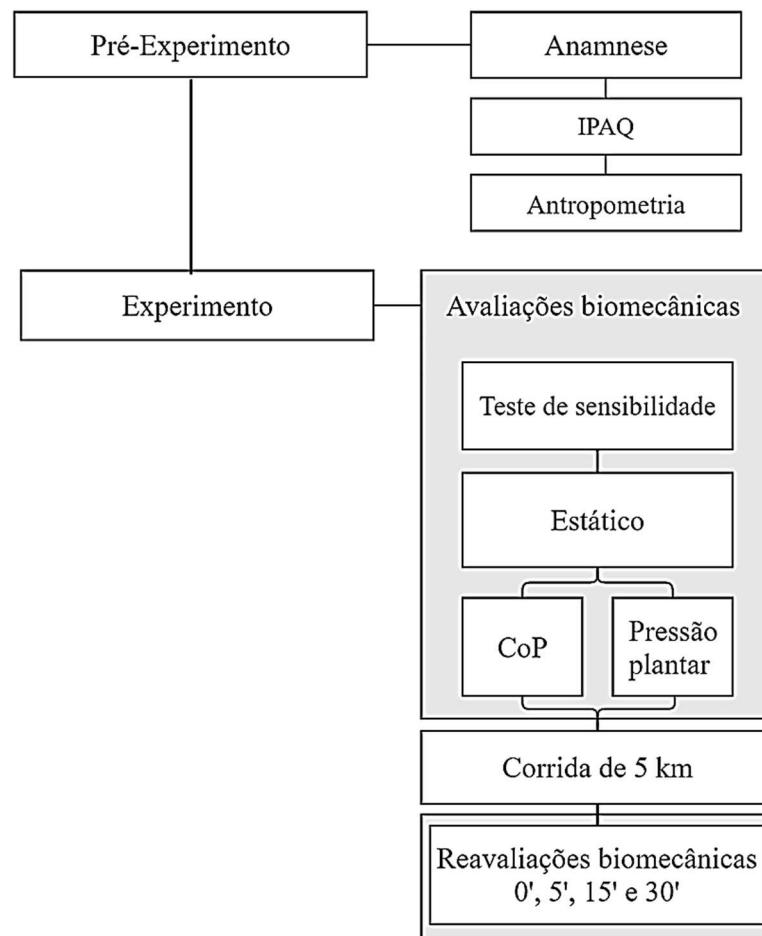 Pré-Experimento
Anamnese
IPAQ
Antropometria
Experimento
Avaliações biomecânicas
Teste de sensibilidade
Estático
CoP
Pressão
plantar
Corrida de 5 km
Reavaliações biomecânicas
0', 5', 15' e 30'